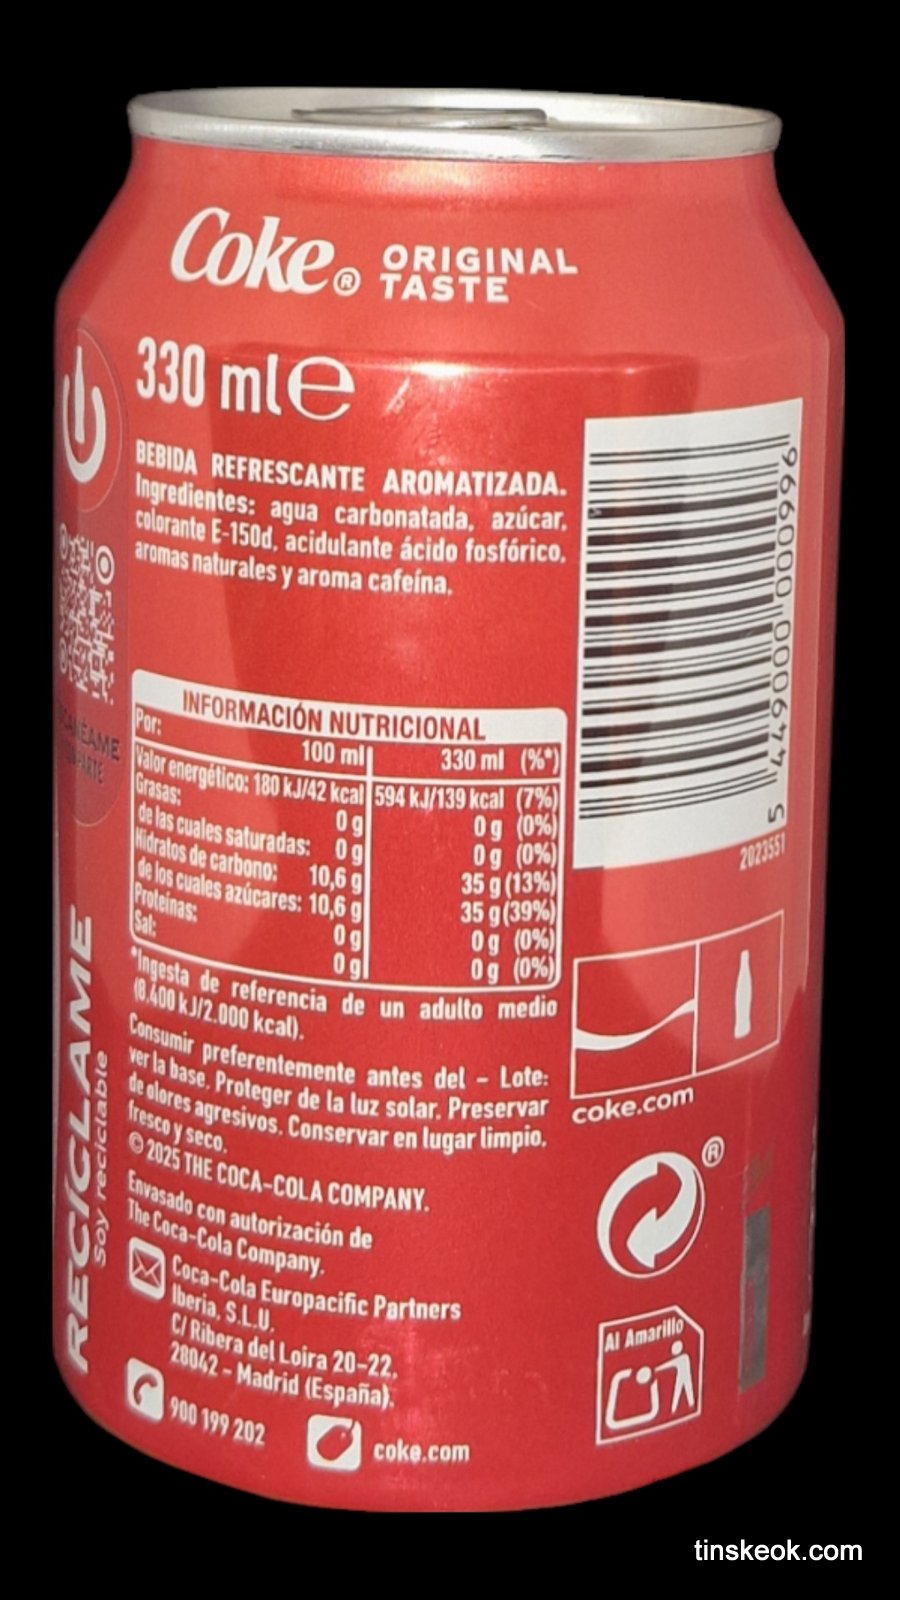 Coke® ORIGINAL TASTE
330 ml e
BEBIDA REFRESCANTE AROMATIZADA.
Ingredientes: agua carbonatada, azúcar,
colorante E-150d, acidulante ácido fosfórico,
aromas naturales y aroma cafeína.
INFORMACIÓN NUTRICIONAL
Por: 100 ml 330 ml (%*)
Valor energético: 180 kJ/42 kcal 594 kJ/139 kcal (7%)
Grasas: 0 g 0 g (0%)
de las cuales saturadas: 0 g 0 g (0%)
Hidratos de carbono: 10,6 g 35 g (13%)
de los cuales azúcares: 10,6 g 35 g (39%)
Proteínas: 0 g 0 g (0%)
Sal: 0 g 0 g (0%)
*Ingesta de referencia de un adulto medio
(8.400 kJ/2.000 kcal).
Consumir preferentemente antes del – Lote:
ver la base. Proteger de la luz solar. Preservar
de olores agresivos. Conservar en lugar limpio,
fresco y seco.
© 2025 THE COCA-COLA COMPANY.
Envasado con autorización de
The Coca-Cola Company.
Coca-Cola Europacific Partners
Iberia, S.L.U.
C/ Ribera del Loira 20-22,
28042 - Madrid (España).
900 199 202
coke.com
RECÍCLAME
Soy reciclable
5 449000 000996
2023551
coke.com
®
Al Amarillo
tinskeok.com